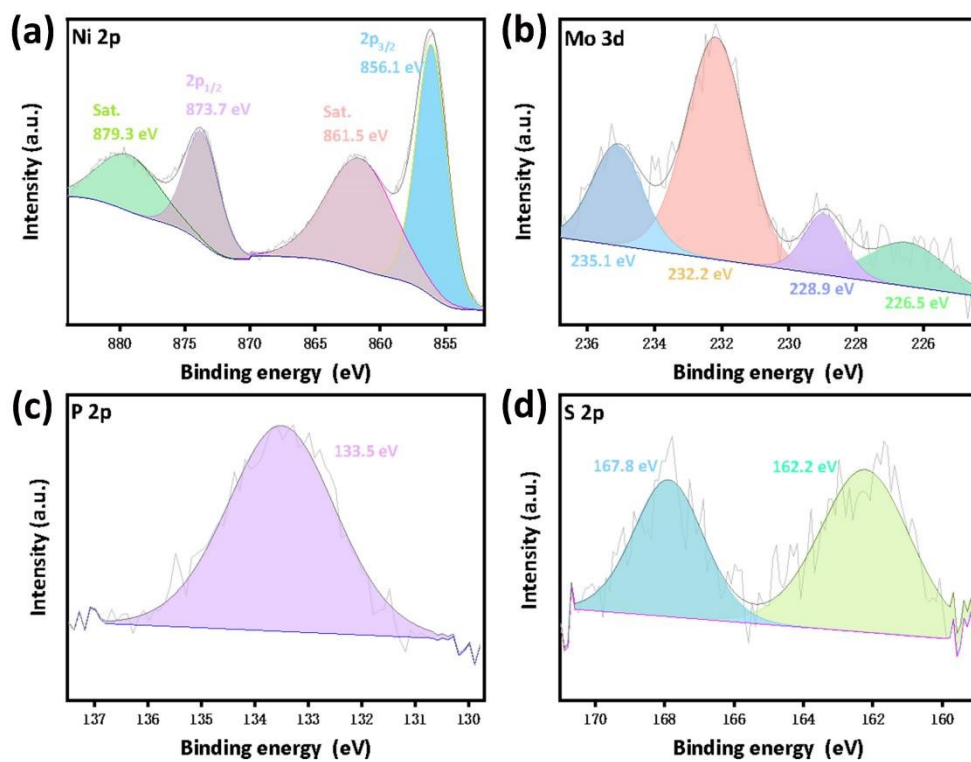 (a)
Ni 2p
2p3/2
856.1 eV
2p1/2
873.7 eV
Sat.
879.3 eV
Sat.
861.5 eV
Intensity (a.u.)
880 875 870 865 860 855
Binding energy (eV)
(b)
Mo 3d
235.1 eV
232.2 eV
228.9 eV
226.5 eV
Intensity (a.u.)
236 234 232 230 228 226
Binding energy (eV)
(c)
P 2p
133.5 eV
Intensity (a.u.)
137 136 135 134 133 132 131 130
Binding energy (eV)
(d)
S 2p
167.8 eV
162.2 eV
Intensity (a.u.)
170 168 166 164 162 160
Binding energy (eV)